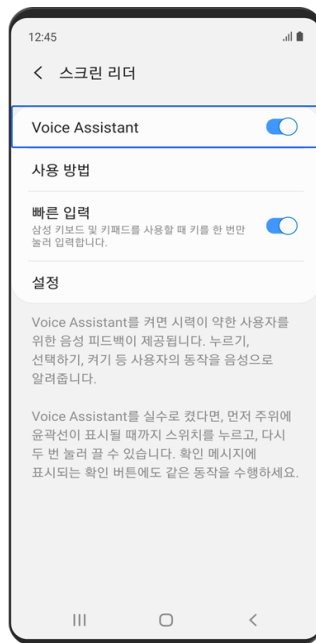 12:45
스크린 리더
Voice Assistant
사용 방법
빠른 입력
삼성 키보드 및 키패드를 사용할 때 키를 한 번만
눌러 입력합니다.
설정
Voice Assistant를 켜면 시력이 약한 사용자를
위한 음성 피드백이 제공됩니다. 누르기,
선택하기, 켜기 등 사용자의 동작을 음성으로
알려줍니다.
Voice Assistant를 실수로 켰다면, 먼저 주위에
윤곽선이 표시될 때까지 스위치를 누르고, 다시
두 번 눌러 끌 수 있습니다. 확인 메시지에
표시되는 확인 버튼에도 같은 동작을 수행하세요.